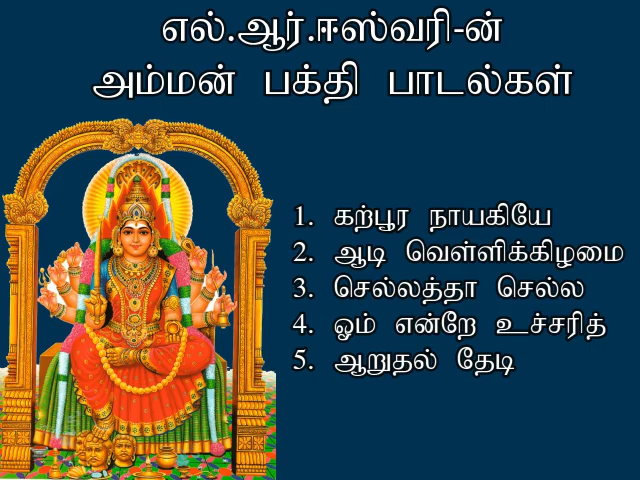 எல்.ஆர்.ஈஸ்வரி-ன்
அம்மன் பக்தி பாடல்கள்
1. கற்பூர நாயகியே
2. ஆடி வெள்ளிக்கிழமை
3. செல்லத்தா செல்ல
4. ஓம் என்றே உச்சரித்
5. ஆறுதல் தேடி